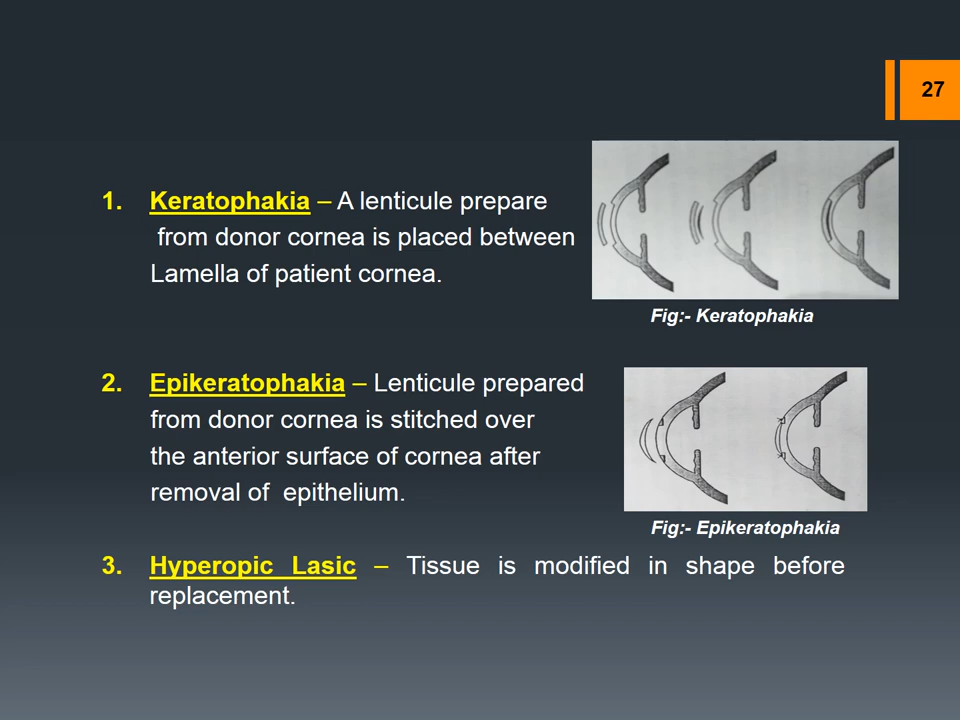 27
1. Keratophakia – A lenticule prepare
from donor cornea is placed between
Lamella of patient cornea.
Fig:- Keratophakia
2. Epikeratophakia – Lenticule prepared
from donor cornea is stitched over
the anterior surface of cornea after
removal of epithelium.
Fig:- Epikeratophakia
3. Hyperopic Lasic – Tissue is modified in shape before
replacement.